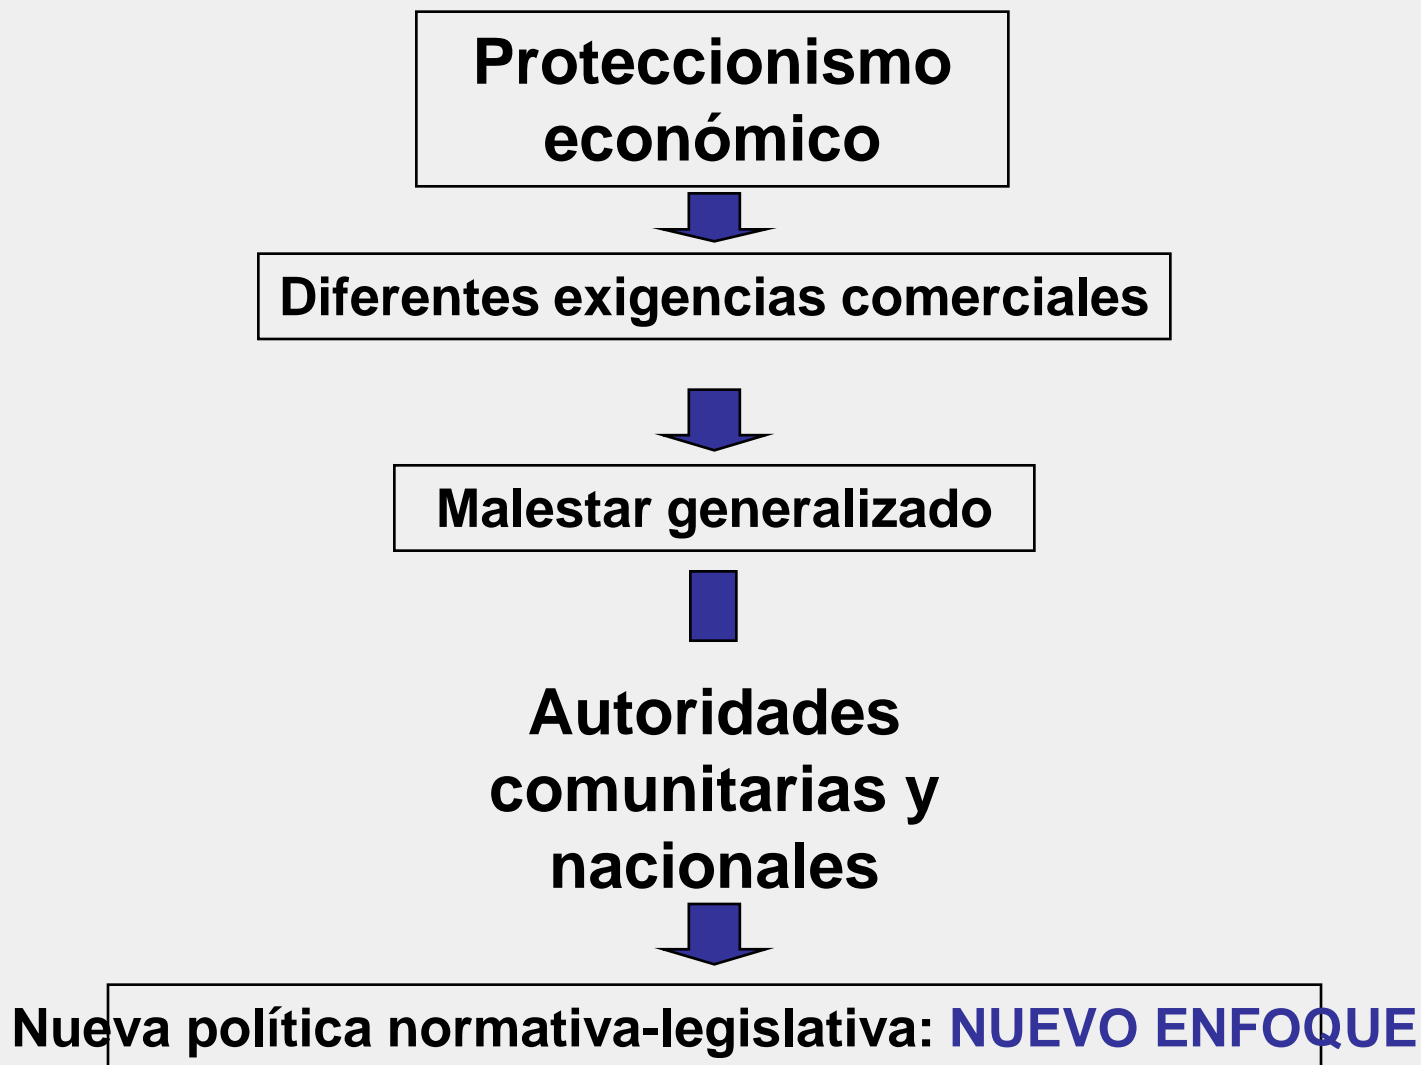 Proteccionismo
económico
Diferentes exigencias comerciales
Malestar generalizado
Autoridades
comunitarias y
nacionales
Nueva política normativa-legislativa: NUEVO ENFOQUE